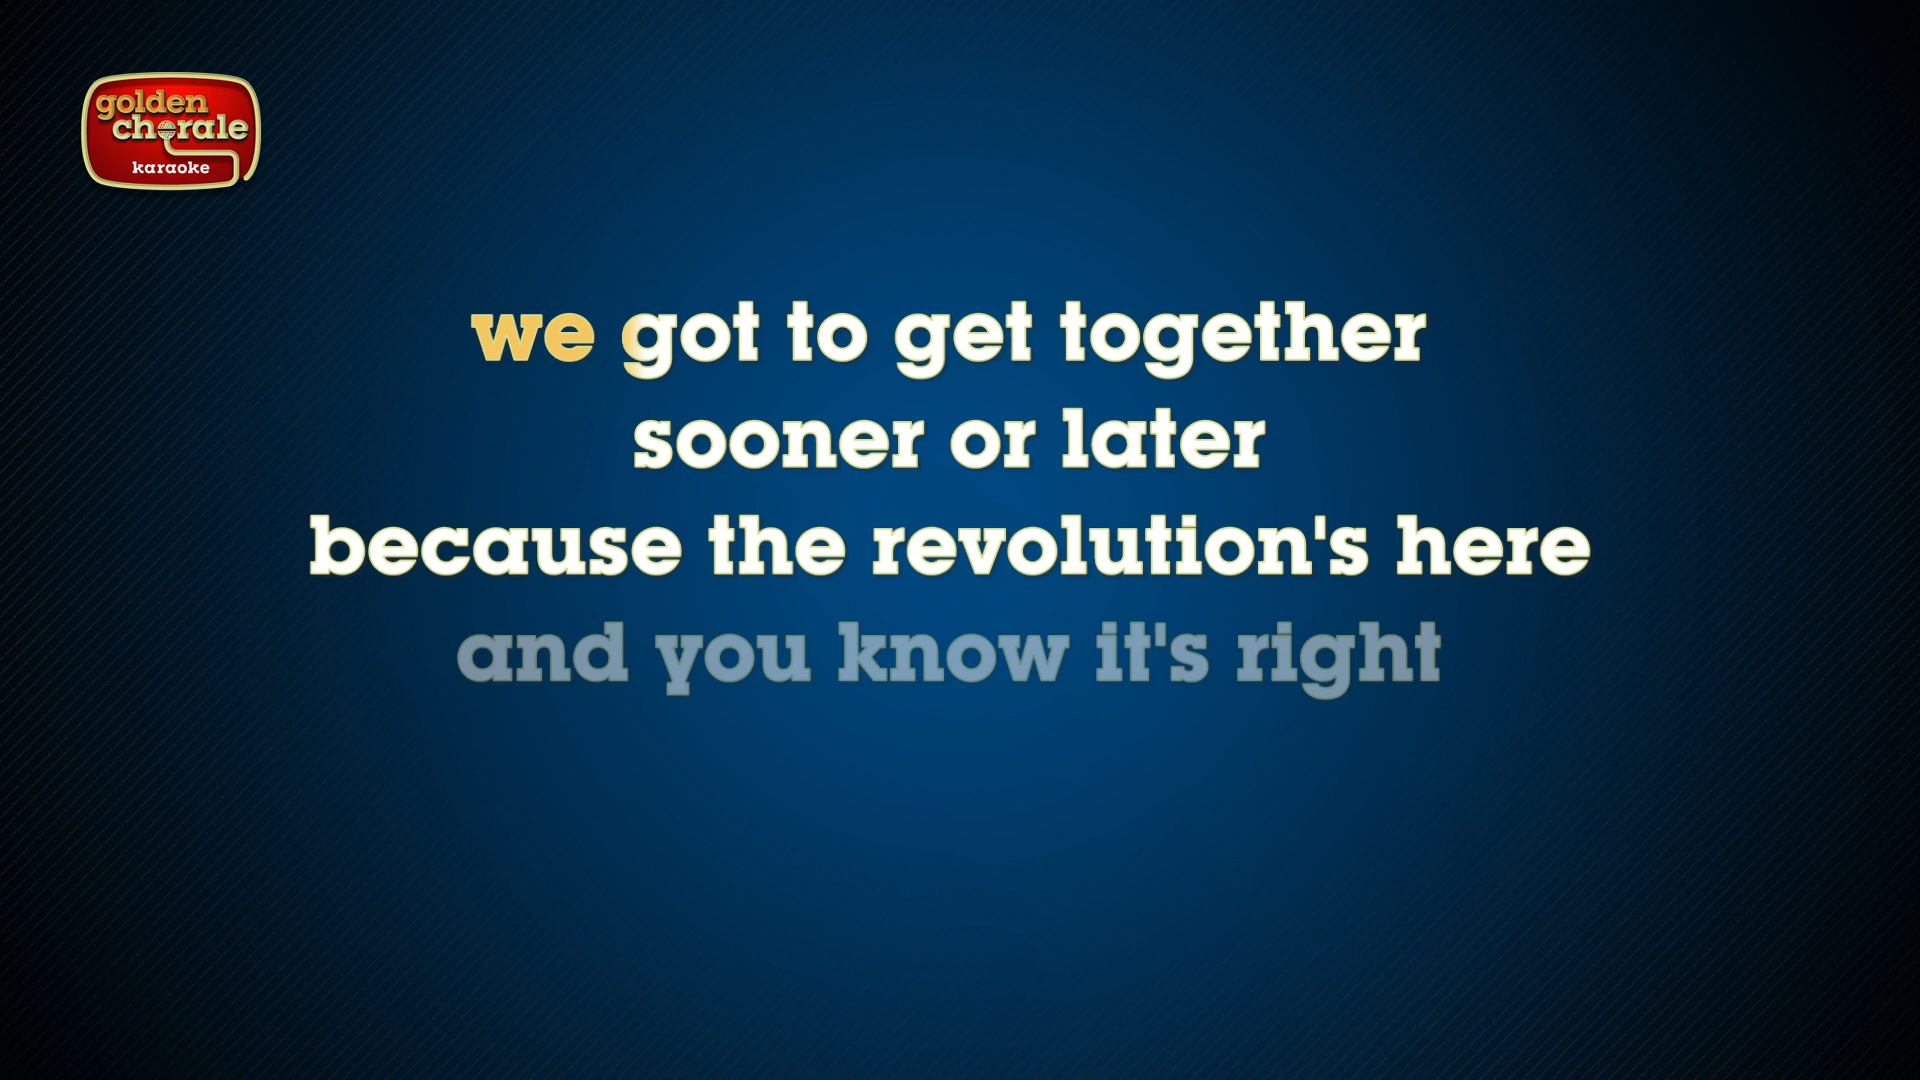 golden
chorale
karaoke
we got to get together
sooner or later
because the revolution's here
and you know it's right